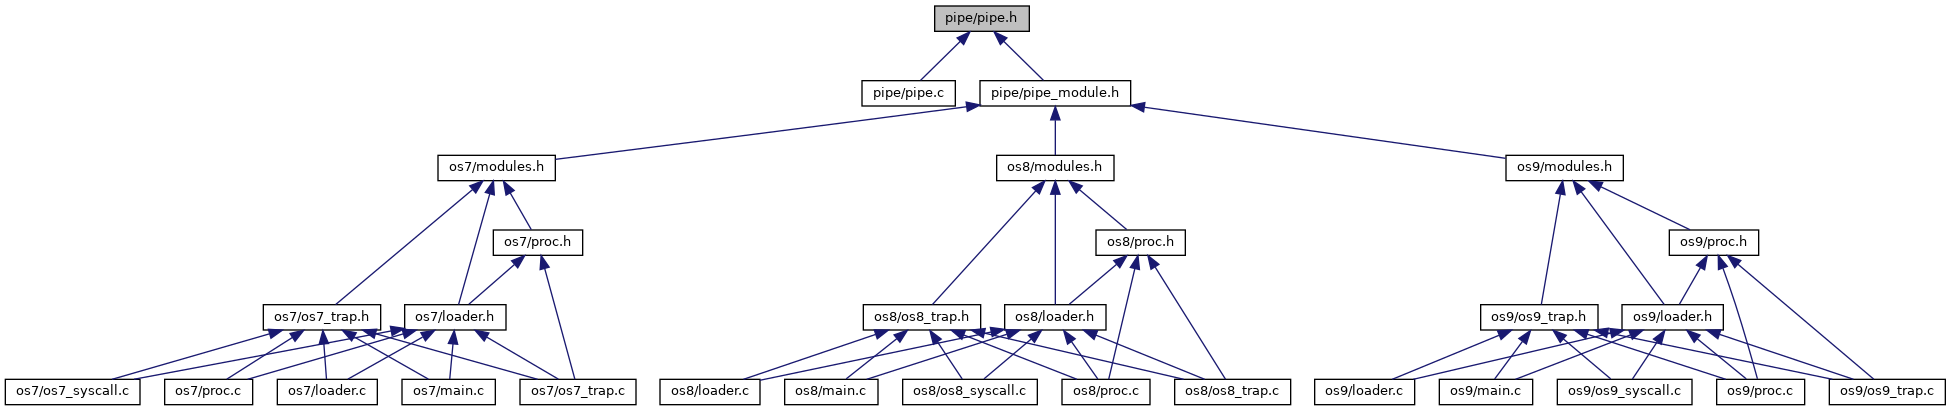 pipe/pipe.h
pipe/pipe.c
pipe/pipe_module.h
os7/modules.h
os8/modules.h
os9/modules.h
os7/proc.h
os8/proc.h
os9/proc.h
os7/os7_trap.h
os7/loader.h
os8/os8_trap.h
os8/loader.h
os9/os9_trap.h
os9/loader.h
os7/os7_syscall.c
os7/proc.c
os7/loader.c
os7/main.c
os7/os7_trap.c
os8/loader.c
os8/main.c
os8/os8_syscall.c
os8/proc.c
os8/os8_trap.c
os9/loader.c
os9/main.c
os9/os9_syscall.c
os9/proc.c
os9/os9_trap.c